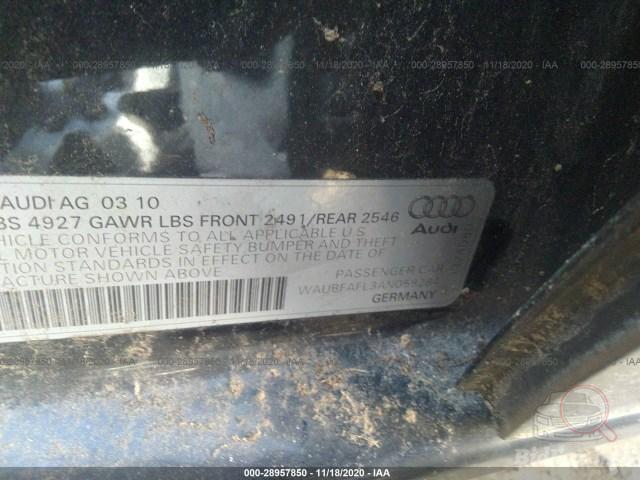 000-28957850 | 11/18/2020 - IAA
AUDI AG 03 10
BS 4927 GAWR LBS FRONT 2491/REAR 2546
HICLE CONFORMS TO ALL APPLICABLE U.S.
MOTOR VEHICLE SAFETY BUMPER AND THEFT
TION STANDARDS IN EFFECT ON THE DATE OF
FACTURE SHOWN ABOVE
Audi
PASSENGER CAR
GERMANY
000-28957850 | 11/18/2020 - IAA